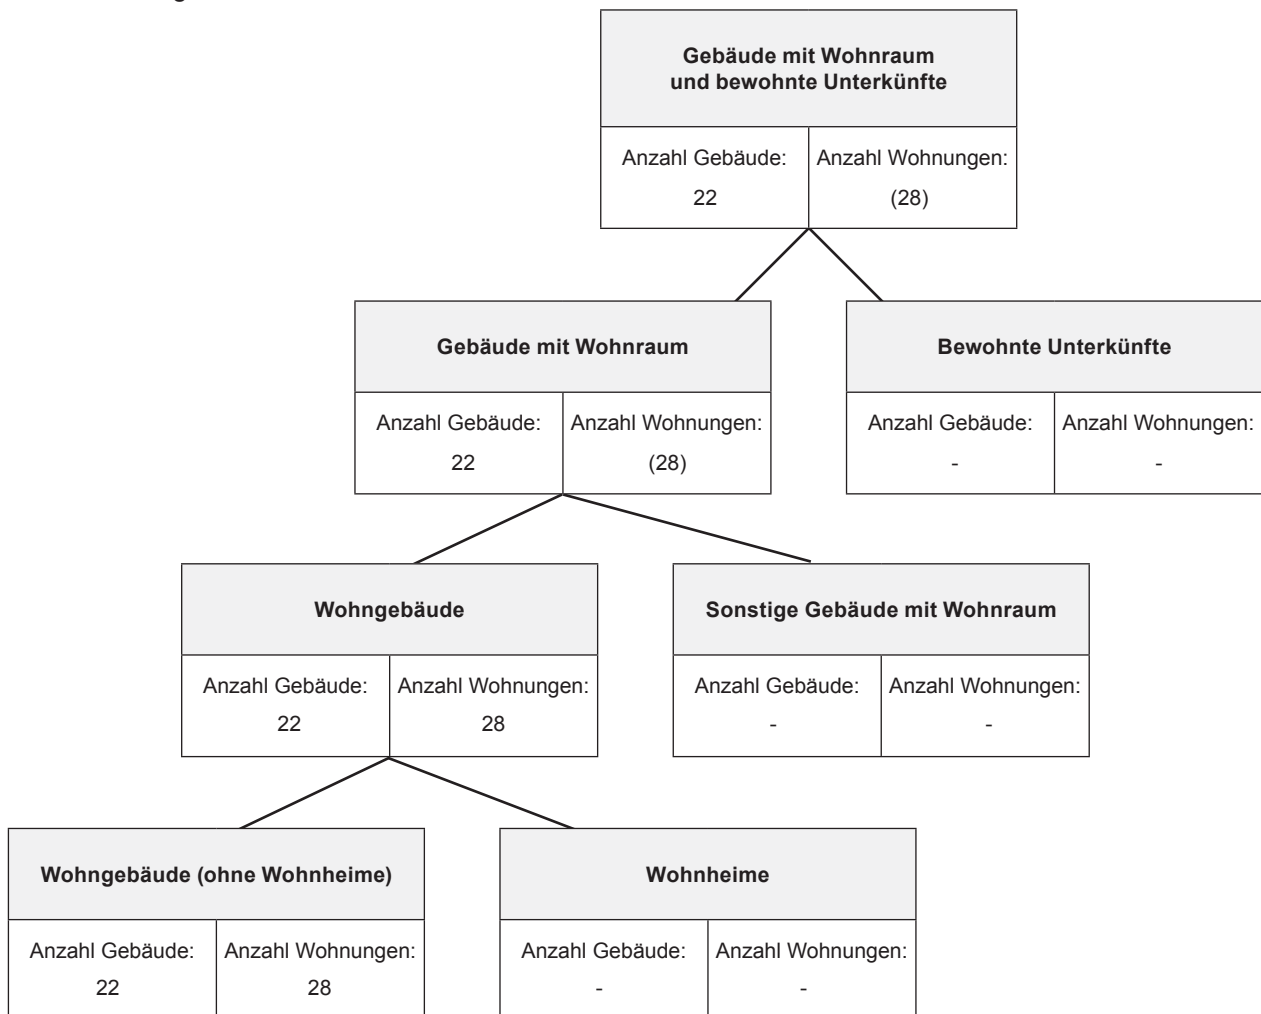 Gebäude mit Wohnraum
und bewohnte Unterkünfte
Anzahl Gebäude: Anzahl Wohnungen:
22 (28)
Gebäude mit Wohnraum Bewohnte Unterkünfte
Anzahl Gebäude: Anzahl Wohnungen: Anzahl Gebäude: Anzahl Wohnungen:
22 (28) - -
Wohngebäude Sonstige Gebäude mit Wohnraum
Anzahl Gebäude: Anzahl Wohnungen: Anzahl Gebäude: Anzahl Wohnungen:
22 28 - -
Wohngebäude (ohne Wohnheime) Wohnheime
Anzahl Gebäude: Anzahl Wohnungen: Anzahl Gebäude: Anzahl Wohnungen:
22 28 - -